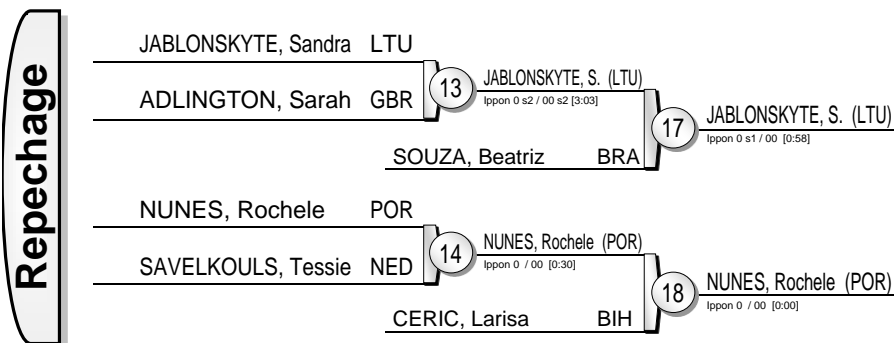 Repechage
JABLONSKYTE, Sandra LTU
ADLINGTON, Sarah GBR
13
JABLONSKYTE, S. (LTU)
Ippon 0 s2 / 00 s2 [3:03]
SOUZA, Beatriz BRA
17
JABLONSKYTE, S. (LTU)
Ippon 0 s1 / 00 [0:58]
NUNES, Rochele POR
SAVELKOULS, Tessie NED
14
NUNES, Rochele (POR)
Ippon 0 / 00 [0:30]
CERIC, Larisa BIH
18
NUNES, Rochele (POR)
Ippon 0 / 00 [0:00]